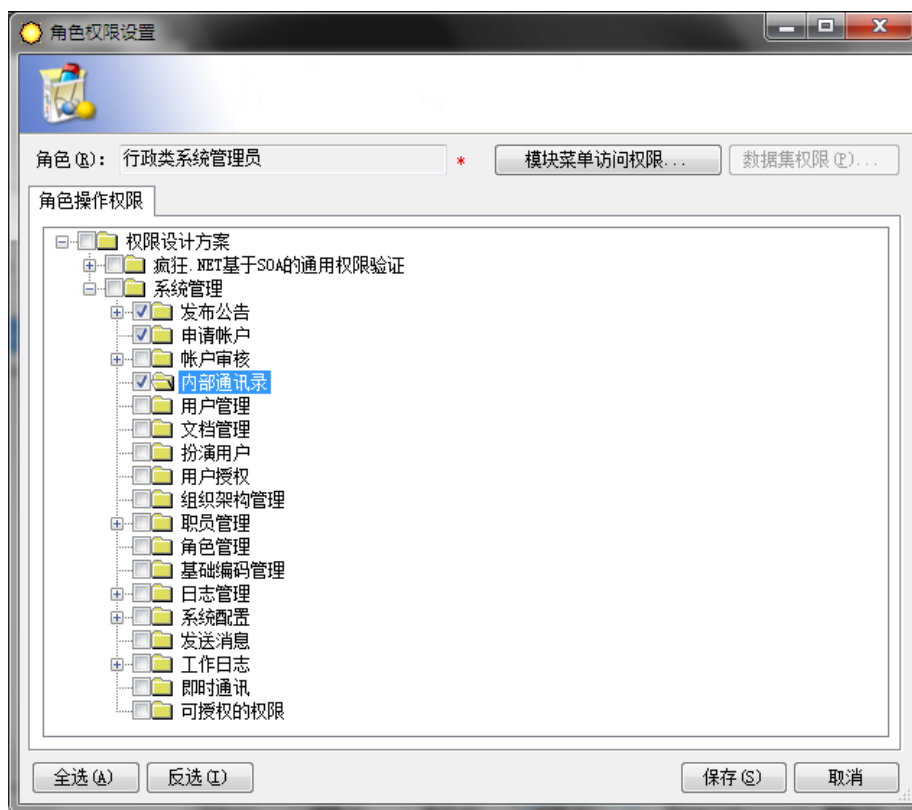 角色权限设置
角色(R): 行政类系统管理员 * 模块菜单访问权限... 数据集权限(P)...
角色操作权限
权限设计方案
疯狂.NET基于SOA的通用权限验证
系统管理
发布公告
申请帐户
帐户审核
内部通讯录
用户管理
文档管理
扮演用户
用户授权
组织架构管理
职员管理
角色管理
基础编码管理
日志管理
系统配置
发送消息
工作日志
即时通讯
可授权的权限
全选(A) 反选(I) 保存(S) 取消